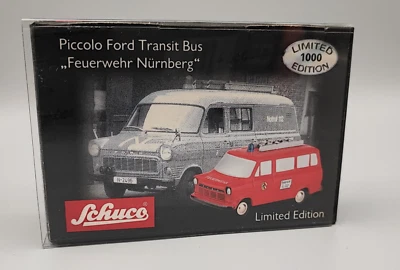 Piccolo Ford Transit Bus
„Feuerwehr Nürnberg“
LIMITED
1000
EDITION
Schuco
Limited Edition